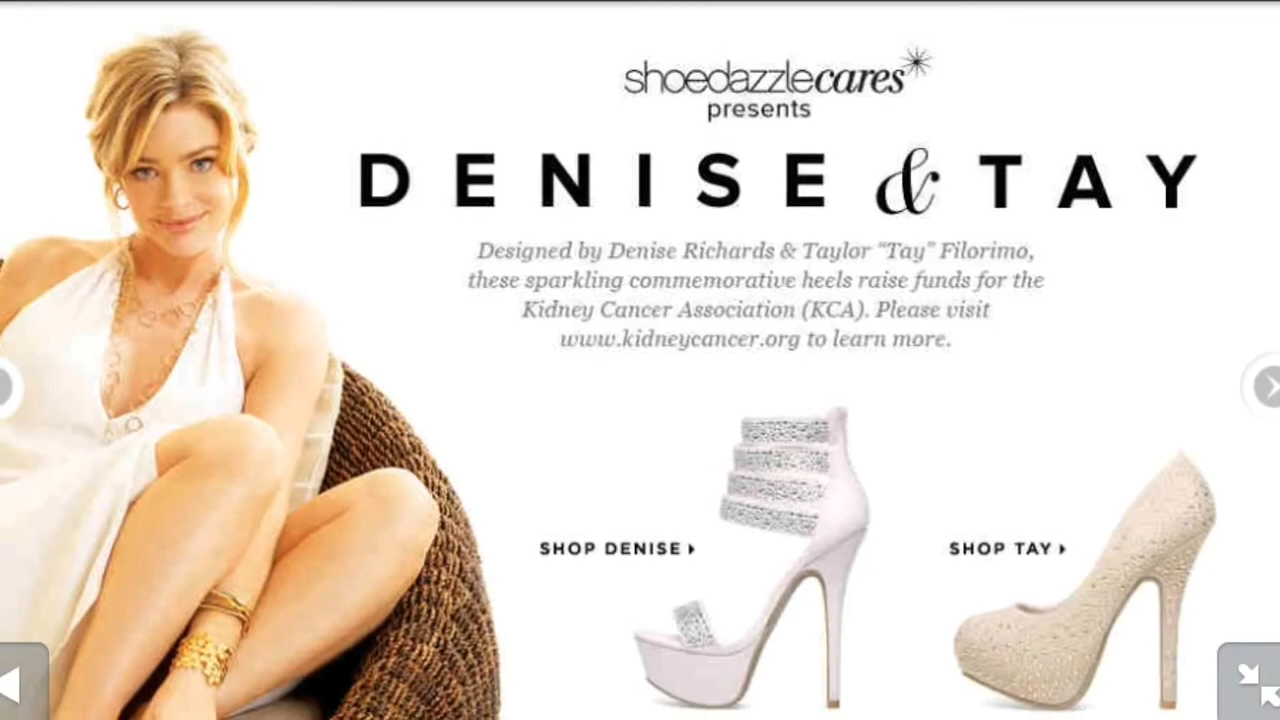 shoedazzlecares*
presents
DENISE & TAY
Designed by Denise Richards & Taylor “Tay” Filorimo,
these sparkling commemorative heels raise funds for the
Kidney Cancer Association (KCA). Please visit
www.kidneycancer.org to learn more.
SHOP DENISE
SHOP TAY